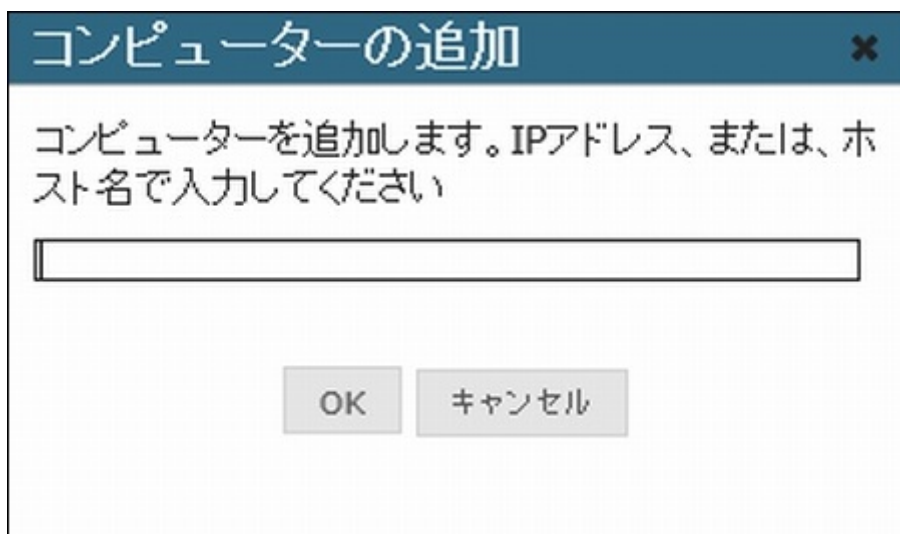 コンピューターの追加
コンピューターを追加します。IPアドレス、または、ホ
スト名で入力してください
OK
キャンセル